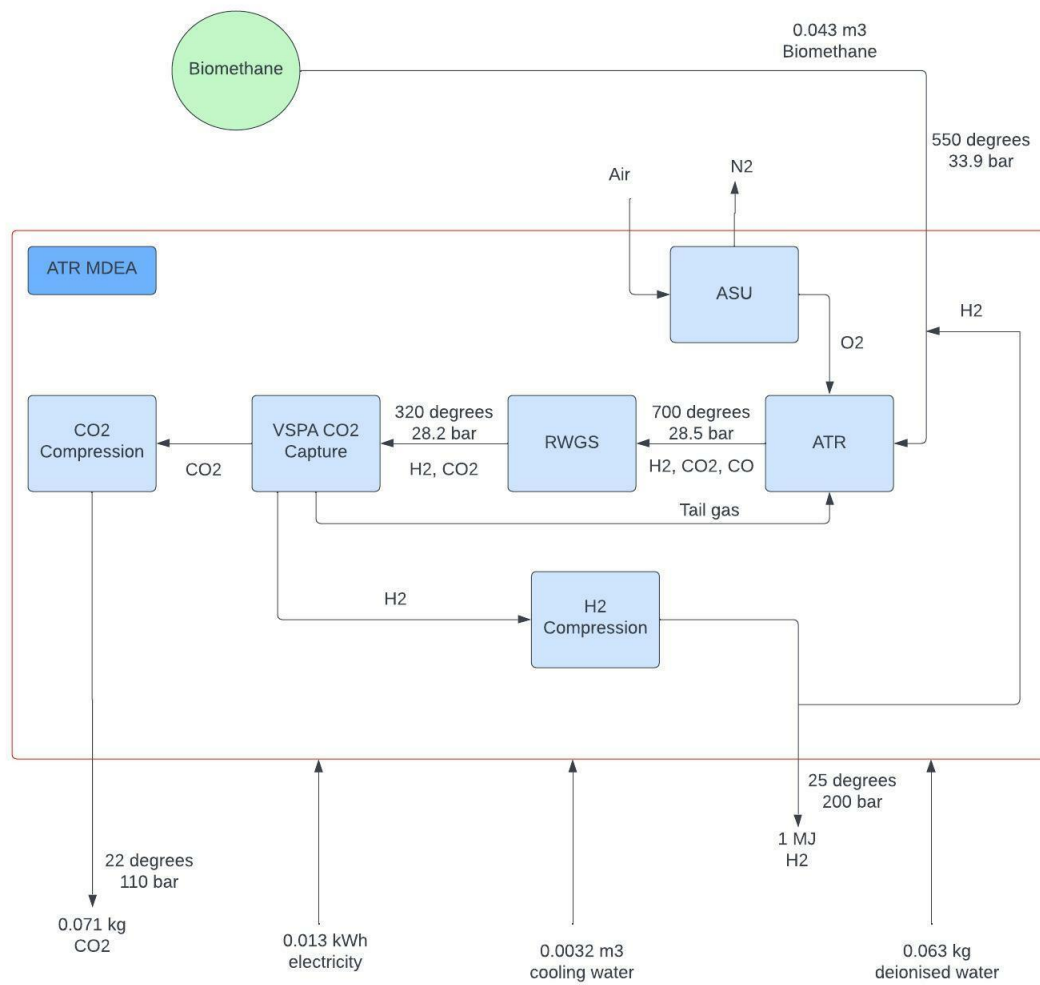 0.043 m3
Biomethane
Biomethane
550 degrees
33.9 bar
Air
N2
ATR MDEA
ASU
H2
O2
CO2
Compression
VSPA CO2
Capture
320 degrees
28.2 bar
H2, CO2
RWGS
700 degrees
28.5 bar
H2, CO2, CO
ATR
CO2
Tail gas
H2
H2
Compression
25 degrees
200 bar
1 MJ
H2
22 degrees
110 bar
0.071 kg
CO2
0.013 kWh
electricity
0.0032 m3
cooling water
0.063 kg
deionised water